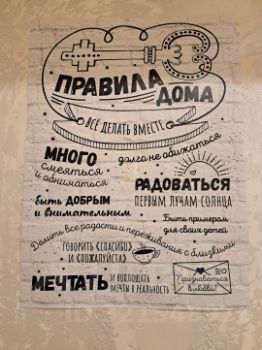 ПРАВИЛА
ДОМА
ВСЁ ДЕЛАТЬ ВМЕСТЕ
МНОГО
смеяться
и обниматься
долго не обижаться
РАДОВАТЬСЯ
ПЕРВЫМ ЛУЧАМ СОЛНЦА
быть ДОБРЫМ
и внимательным
Быть примером
для своих детей
Делить все радости и переживания с близкими
ГОВОРИТЬ «СПАСИБО»
И «ПОЖАЛУЙСТА»
МЕЧТАТЬ И ВОПЛОЩАТЬ
МЕЧТЫ В РЕАЛЬНОСТЬ
Признаваться
в любви!